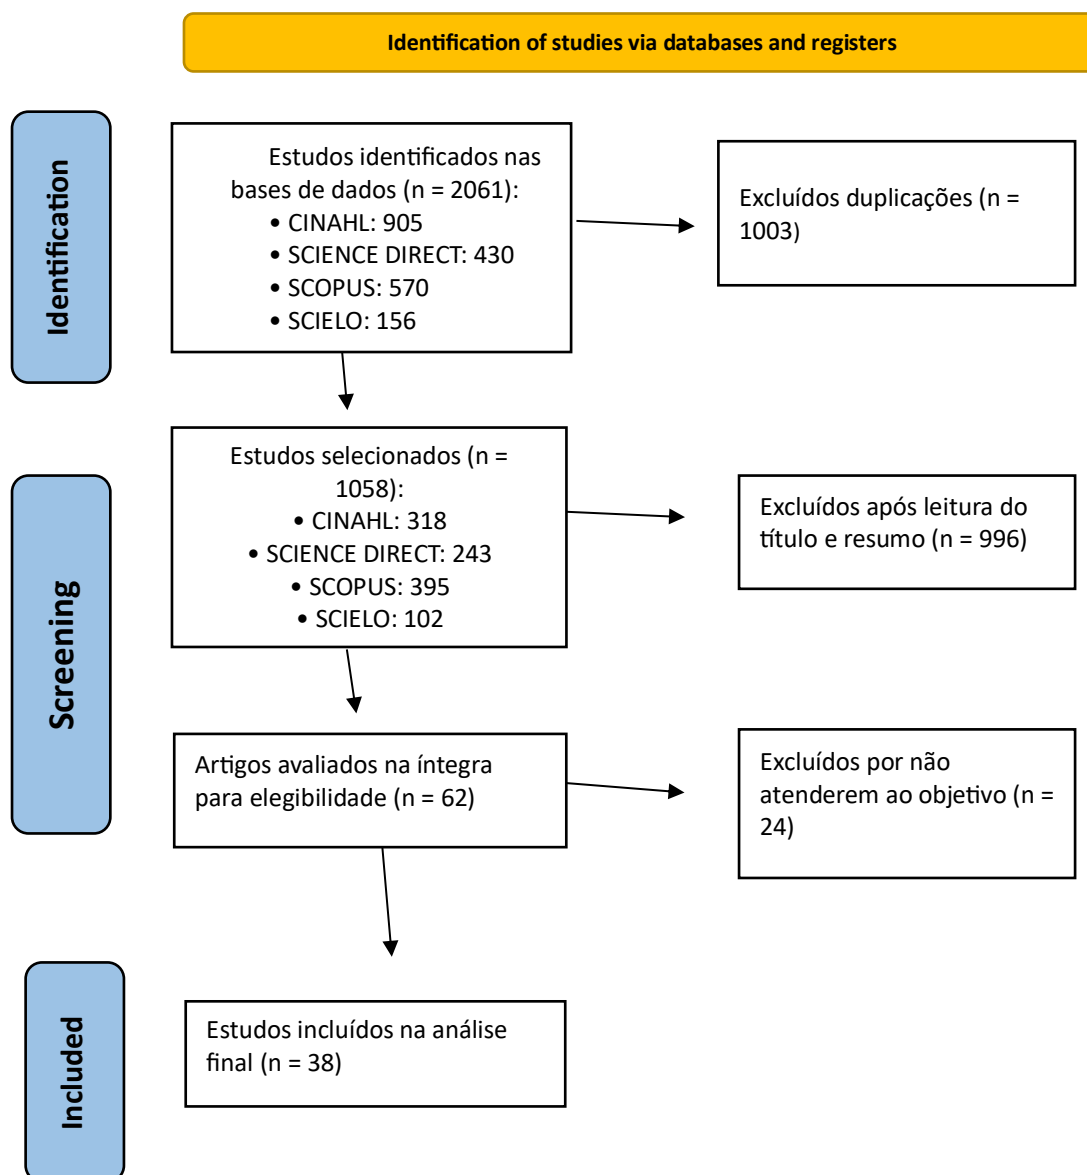 Identification of studies via databases and registers
Identification
Estudos identificados nas
bases de dados (n = 2061):
• CINAHL: 905
• SCIENCE DIRECT: 430
• SCOPUS: 570
• SCIELO: 156
Excluídos duplicações (n =
1003)
Screening
Estudos selecionados (n =
1058):
• CINAHL: 318
• SCIENCE DIRECT: 243
• SCOPUS: 395
• SCIELO: 102
Excluídos após leitura do
título e resumo (n = 996)
Artigos avaliados na íntegra
para elegibilidade (n = 62)
Excluídos por não
atenderem ao objetivo (n =
24)
Included
Estudos incluídos na análise
final (n = 38)